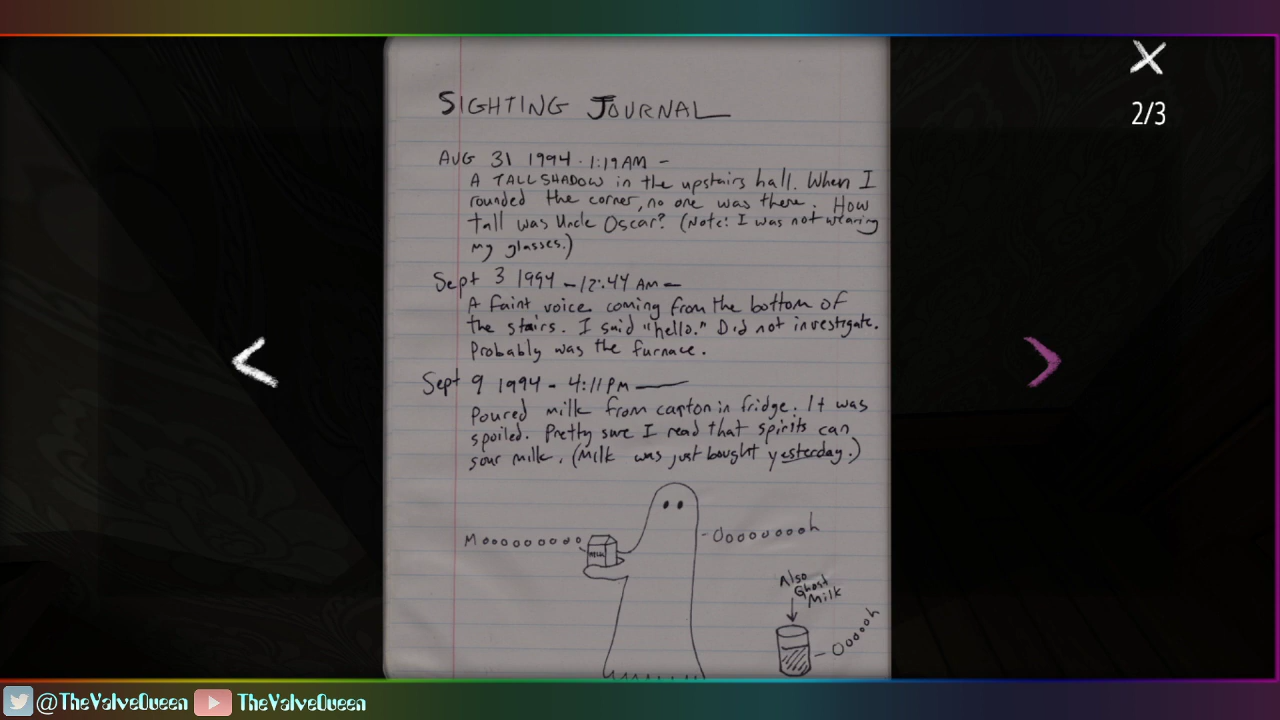 SIGHTING JOURNAL
2/3
AUG 31 1994 - 1:19 AM -
A TALL SHADOW in the upstairs hall. When I
rounded the corner, no one was there. How
tall was Uncle Oscar? (Note: I was not wearing
my glasses.)
Sept 3 1994 - 12:44 AM -
A faint voice coming from the bottom of
the stairs. I said "hello." Did not investigate.
Probably was the furnace.
Sept 9 1994 - 4:11 PM -
Poured milk from carton in fridge. It was
spoiled. Pretty sure I read that spirits can
sour milk. (Milk was just bought yesterday.)
Mooooooooo
MILK
-Ooooooooh
Also
Ghost
Milk
-Oooooh
@TheValveQueen TheValveQueen